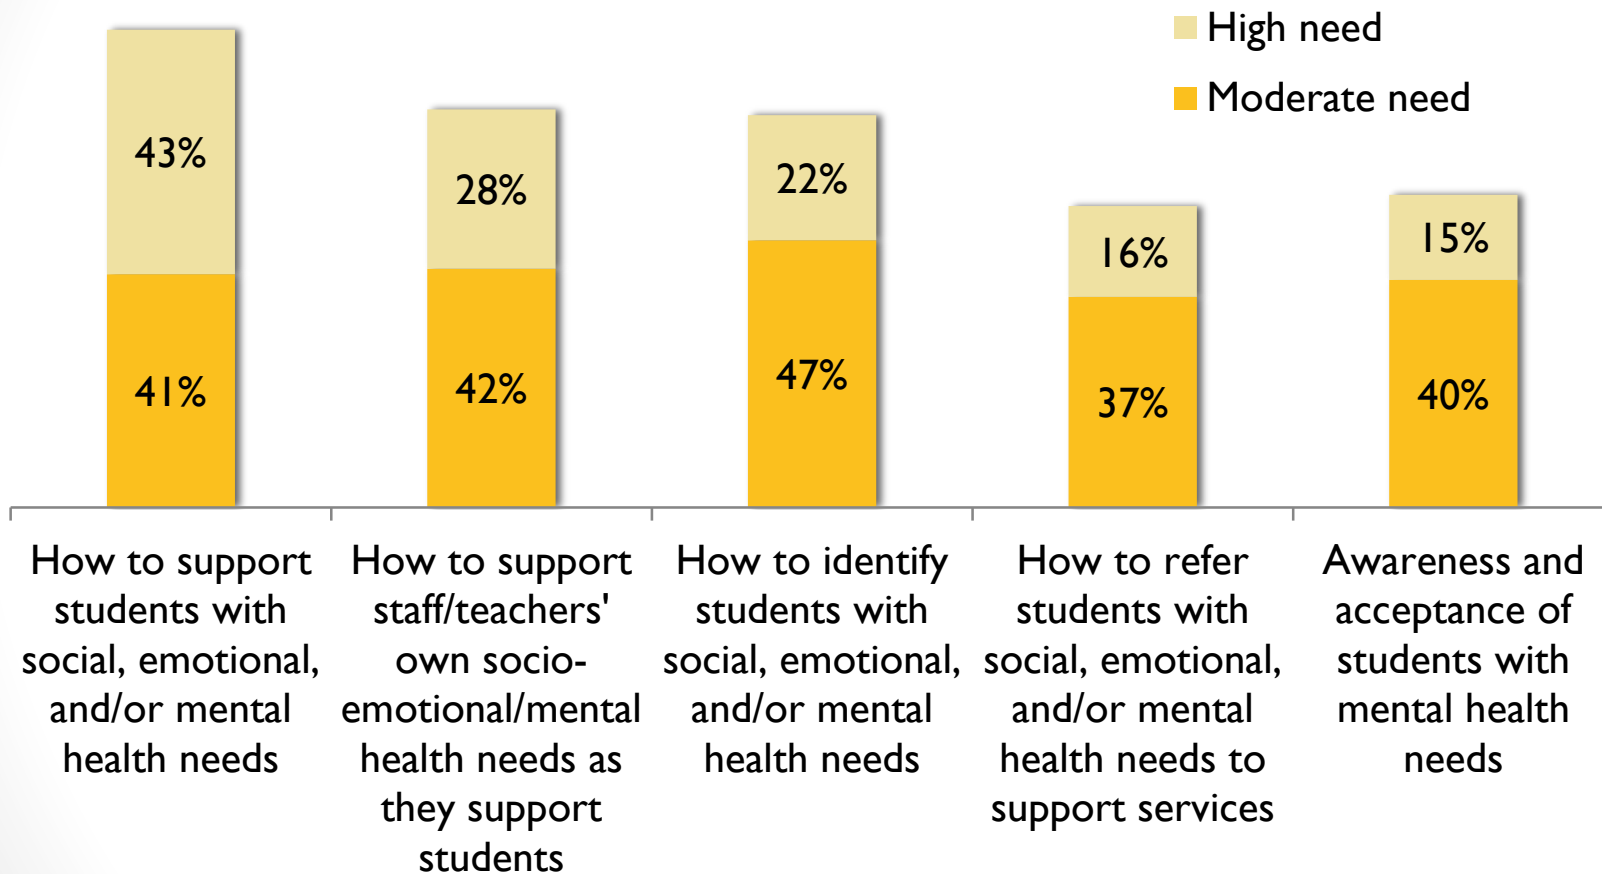 High need
Moderate need
43%
28%
22%
16%
15%
41%
42%
47%
37%
40%
How to support
students with
social, emotional,
and/or mental
health needs
How to support
staff/teachers'
own socio-
emotional/mental
health needs as
they support
students
How to identify
students with
social, emotional,
and/or mental
health needs
How to refer
students with
social, emotional,
and/or mental
health needs to
support services
Awareness and
acceptance of
students with
mental health
needs